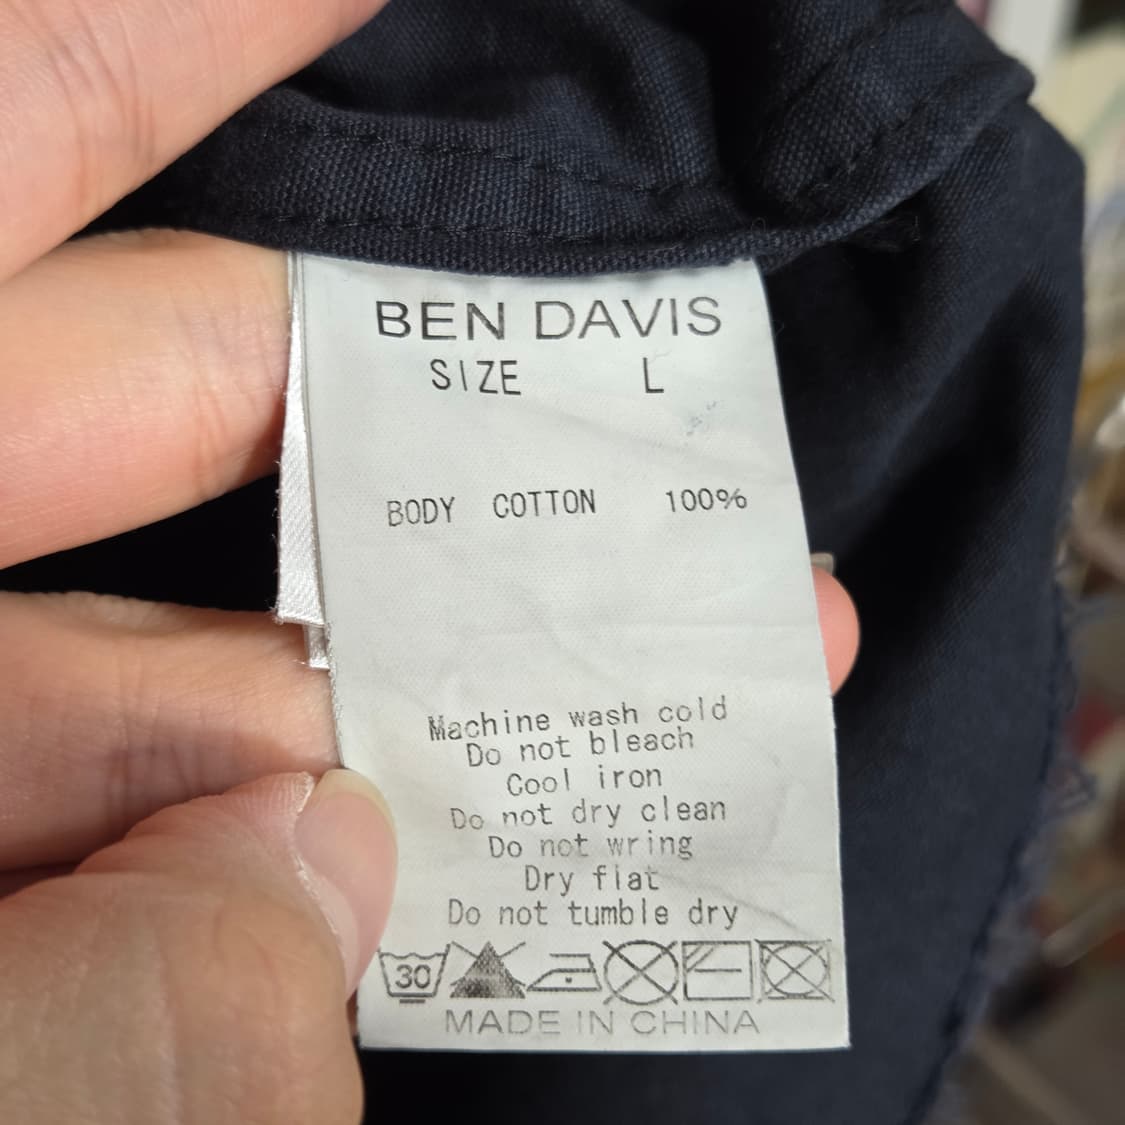 BEN DAVIS
SIZE L
BODY COTTON 100%
Machine wash cold
Do not bleach
Cool iron
Do not dry clean
Do not wring
Dry flat
Do not tumble dry
30
MADE IN CHINA